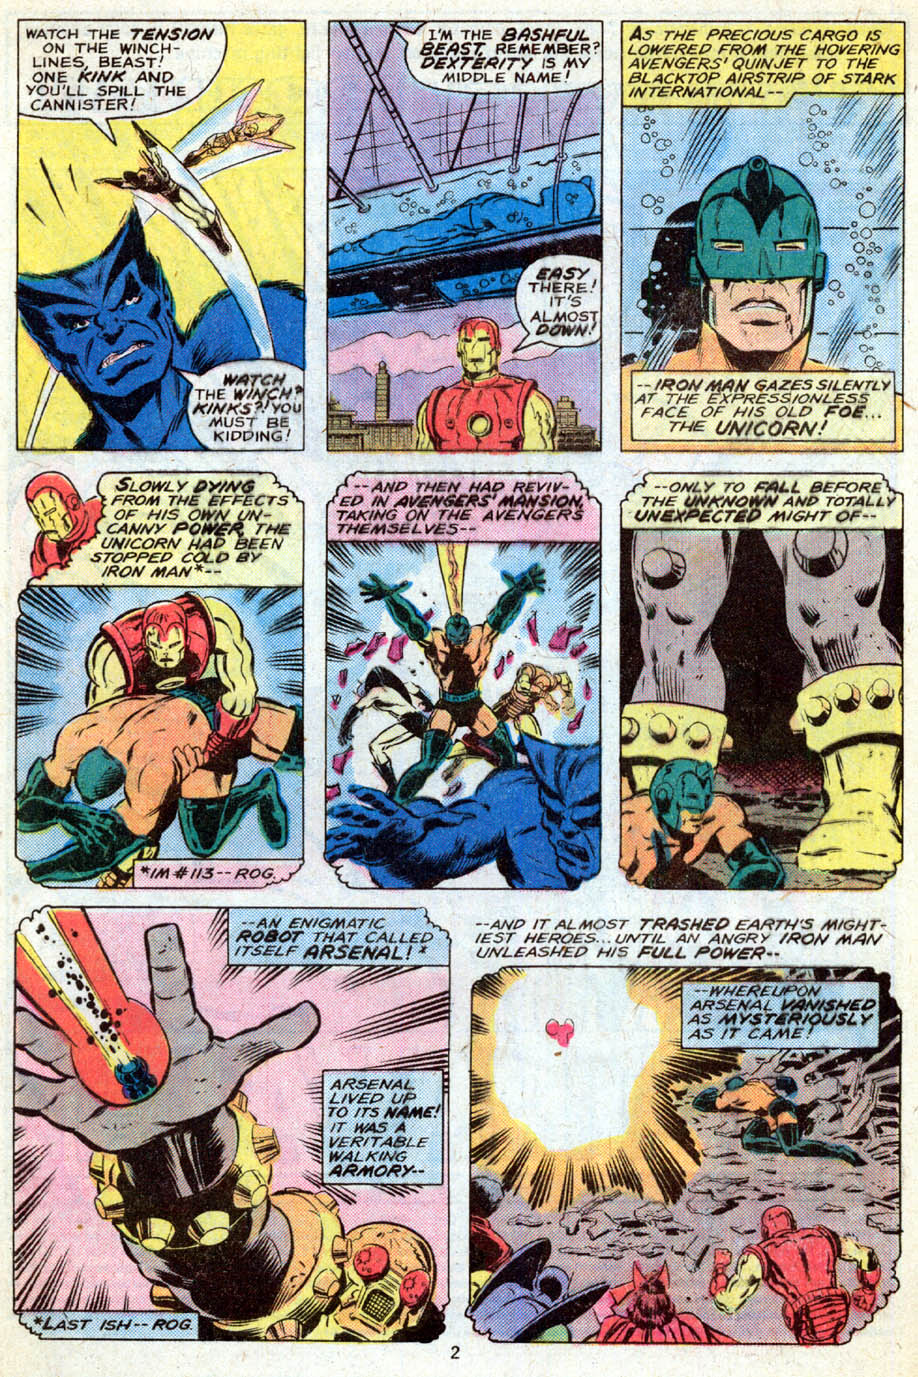 WATCH THE TENSION
ON THE WINCH-
LINES, BEAST!
ONE KINK AND
YOU'LL SPILL THE
CANNISTER!
WATCH
THE WINCH?
KINKS?! YOU
MUST BE
KIDDING!
I'M THE BASHFUL
BEAST, REMEMBER?
DEXTERITY IS MY
MIDDLE NAME!
EASY
THERE!
IT'S
ALMOST
DOWN!
AS THE PRECIOUS CARGO IS
LOWERED FROM THE HOVERING
AVENGERS' QUINJET TO THE
BLACKTOP AIRSTRIP OF STARK
INTERNATIONAL--
--IRON MAN GAZES SILENTLY
AT THE EXPRESSIONLESS
FACE OF HIS OLD FOE...
THE UNICORN!
SLOWLY DYING
FROM THE EFFECTS
OF HIS OWN UN-
CANNY POWER, THE
UNICORN HAD BEEN
STOPPED COLD BY
IRON MAN*--
*IM #113--ROG.
--AND THEN HAD REVIV-
ED IN AVENGERS' MANSION,
TAKING ON THE AVENGERS
THEMSELVES--
--ONLY TO FALL BEFORE
THE UNKNOWN AND TOTALLY
UNEXPECTED MIGHT OF--
--AN ENIGMATIC
ROBOT THAT CALLED
ITSELF ARSENAL!*
ARSENAL
LIVED UP
TO ITS NAME!
IT WAS A
VERITABLE
WALKING
ARMORY--
*LAST ISH--ROG.
--AND IT ALMOST TRASHED EARTH'S MIGHT-
IEST HEROES...UNTIL AN ANGRY IRON MAN
UNLEASHED HIS FULL POWER--
--WHEREUPON
ARSENAL VANISHED
AS MYSTERIOUSLY
AS IT CAME!
2